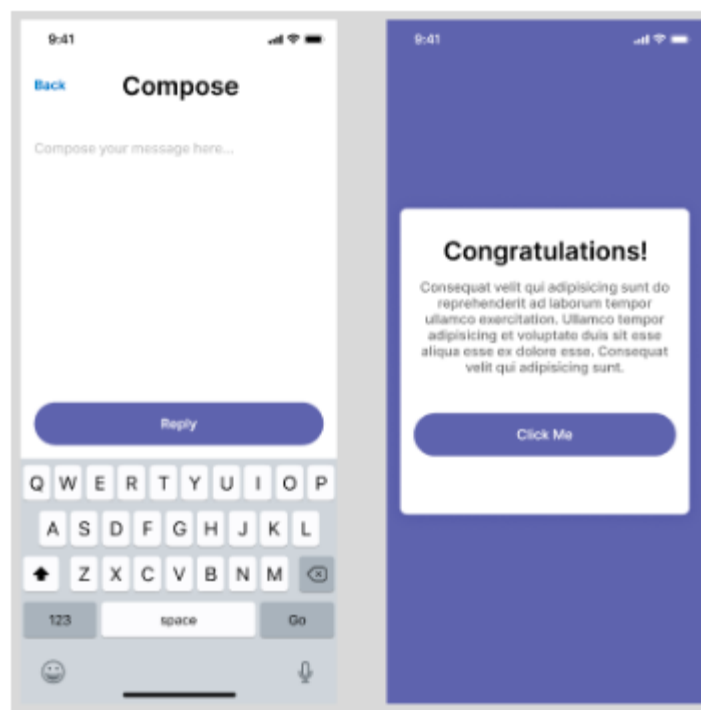 9:41
Back
Compose
Compose your message here...
Reply
Q W E R T Y U I O P
A S D F G H J K L
Z X C V B N M
123 space Go
9:41
Congratulations!
Consequat velit qui adipisicing sunt do
reprehenderit ad laborum tempor
ullamco exercitation. Ullamco tempor
adipisicing et voluptate duis sit esse
aliqua esse ex dolore esse. Consequat
velit qui adipisicing sunt.
Click Me